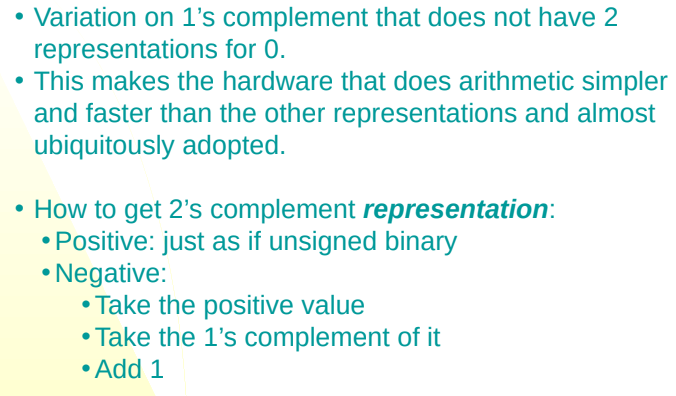 • Variation on 1’s complement that does not have 2
representations for 0.
• This makes the hardware that does arithmetic simpler
and faster than the other representations and almost
ubiquitously adopted.
• How to get 2’s complement representation:
• Positive: just as if unsigned binary
• Negative:
• Take the positive value
• Take the 1’s complement of it
• Add 1